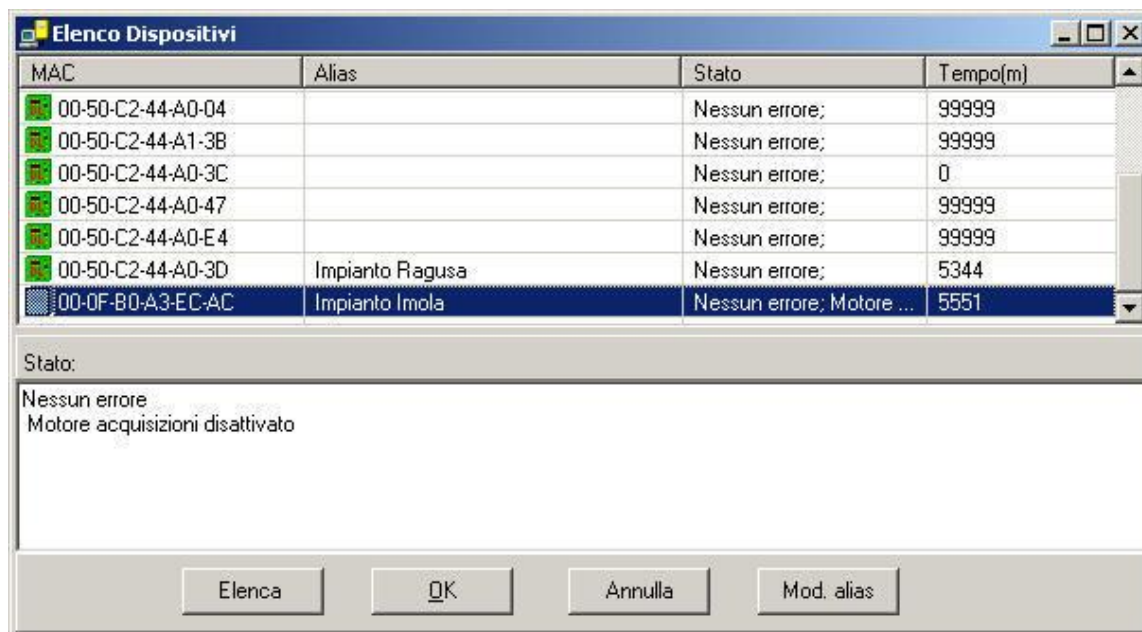 Elenco Dispositivi
MAC Alias Stato Tempo(m)
00-50-C2-44-A0-04 Nessun errore; 99999
00-50-C2-44-A1-3B Nessun errore; 99999
00-50-C2-44-A0-3C Nessun errore; 0
00-50-C2-44-A0-47 Nessun errore; 99999
00-50-C2-44-A0-E4 Nessun errore; 99999
00-50-C2-44-A0-3D Impianto Ragusa Nessun errore; 5344
00-0F-B0-A3-EC-AC Impianto Imola Nessun errore; Motore ... 5551
Stato:
Nessun errore
Motore acquisizioni disattivato
Elenca OK Annulla Mod. alias